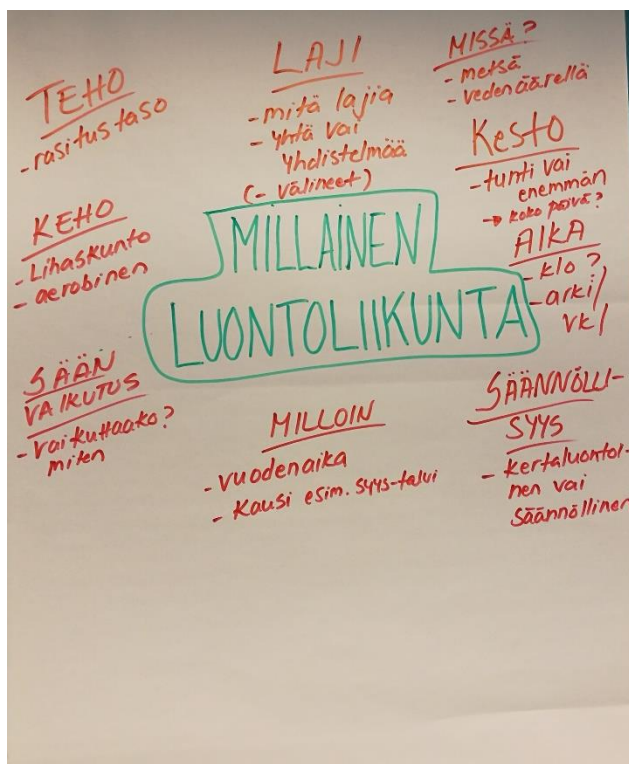 TEHO
- rasitustaso
LAJI
- mitä lajia
- yhtä vai
yhdistelmää
(- välineet)
MISSÄ?
- metsä
- veden äärellä
KESTO
- tunti vai
enemmän
→ koko päivä?
KEHO
- Lihaskunto
- aerobinen
MILLAINEN
LUONTOLIIKUNTA
AIKA
- klo?
- arki/
vkl
SÄÄN
VAIKUTUS
- vaikuttaako?
miten
MILLOIN
- vuodenaika
- Kausi esim. syys-talvi
SÄÄNNÖLLI-
SYYS
- kertaluontoi-
nen vai
säännöllinen